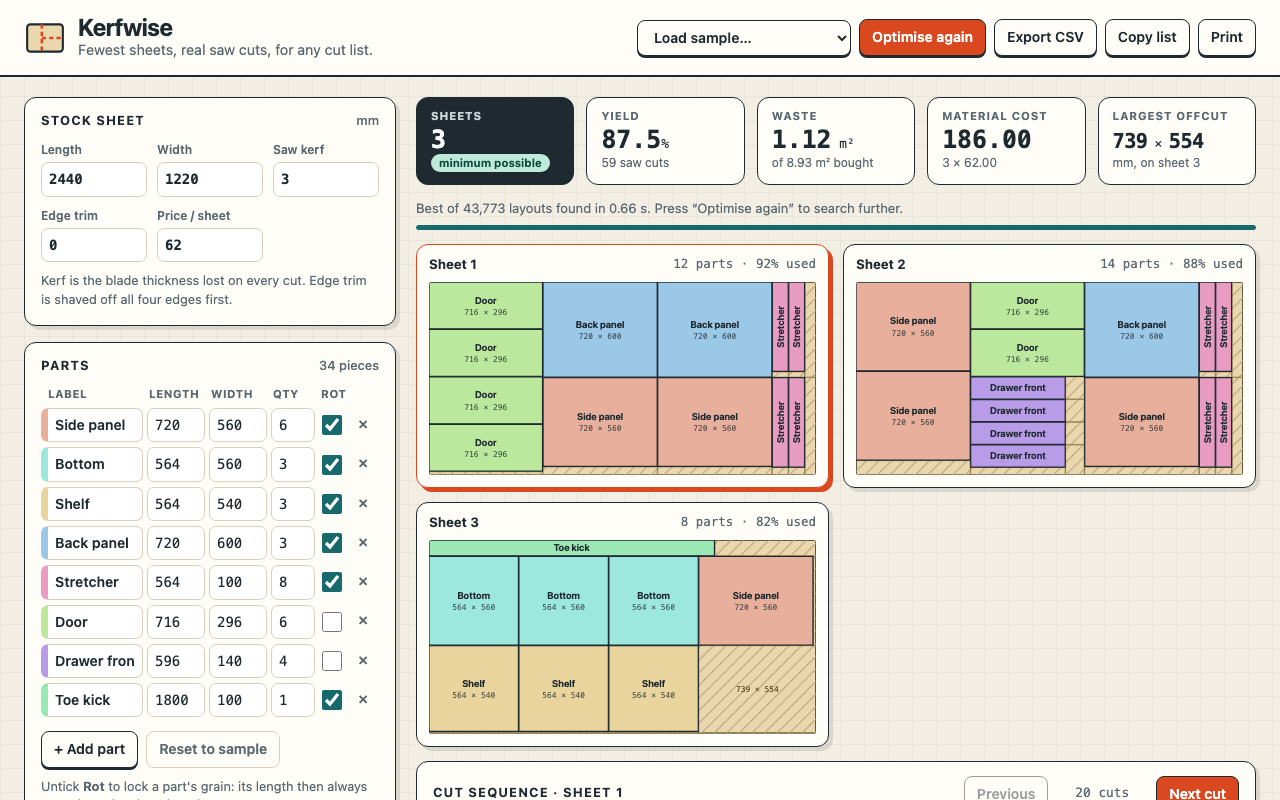 Kerfwise
Fewest sheets, real saw cuts, for any cut list.
Load sample...
Optimise again
Export CSV
Copy list
Print
STOCK SHEET
mm
Length
Width
Saw kerf
2440
1220
3
Edge trim
Price / sheet
0
62
Kerf is the blade thickness lost on every cut. Edge trim
is shaved off all four edges first.
PARTS
34 pieces
LABEL LENGTH WIDTH QTY ROT
Side panel 720 560 6 ×
Bottom 564 560 3 ×
Shelf 564 540 3 ×
Back panel 720 600 3 ×
Stretcher 564 100 8 ×
Door 716 296 6 ×
Drawer fron 596 140 4 ×
Toe kick 1800 100 1 ×
+ Add part
Reset to sample
Untick Rot to lock a part's grain: its length then always
SHEETS
3
minimum possible
YIELD
87.5%
59 saw cuts
WASTE
1.12 m²
of 8.93 m² bought
MATERIAL COST
186.00
3 × 62.00
LARGEST OFFCUT
739 × 554
mm, on sheet 3
Best of 43,773 layouts found in 0.66 s. Press “Optimise again” to search further.
Sheet 1
12 parts · 92% used
Door
716 × 296
Door
716 × 296
Door
716 × 296
Door
716 × 296
Back panel
720 × 600
Back panel
720 × 600
Side panel
720 × 560
Side panel
720 × 560
Stretcher
Stretcher
Stretcher
Stretcher
Sheet 2
14 parts · 88% used
Side panel
720 × 560
Side panel
720 × 560
Door
716 × 296
Door
716 × 296
Drawer front
Drawer front
Drawer front
Drawer front
Back panel
720 × 600
Side panel
720 × 560
Stretcher
Stretcher
Stretcher
Stretcher
Sheet 3
8 parts · 82% used
Toe kick
Bottom
564 × 560
Bottom
564 × 560
Bottom
564 × 560
Side panel
720 × 560
Shelf
564 × 540
Shelf
564 × 540
Shelf
564 × 540
739 × 554
CUT SEQUENCE · SHEET 1
Previous
20 cuts
Next cut